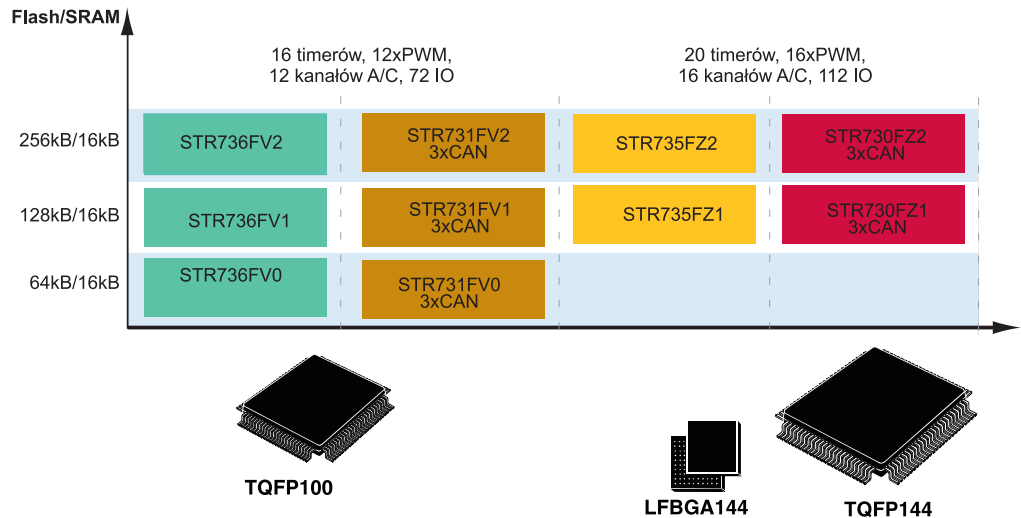 Flash/SRAM
16 timerów, 12xPWM,
12 kanałów A/C, 72 IO
20 timerów, 16xPWM,
16 kanałów A/C, 112 IO
256kB/16kB
STR736FV2
STR731FV2
3xCAN
STR735FZ2
STR730FZ2
3xCAN
128kB/16kB
STR736FV1
STR731FV1
3xCAN
STR735FZ1
STR730FZ1
3xCAN
64kB/16kB
STR736FV0
STR731FV0
3xCAN
TQFP100
LFBGA144
TQFP144